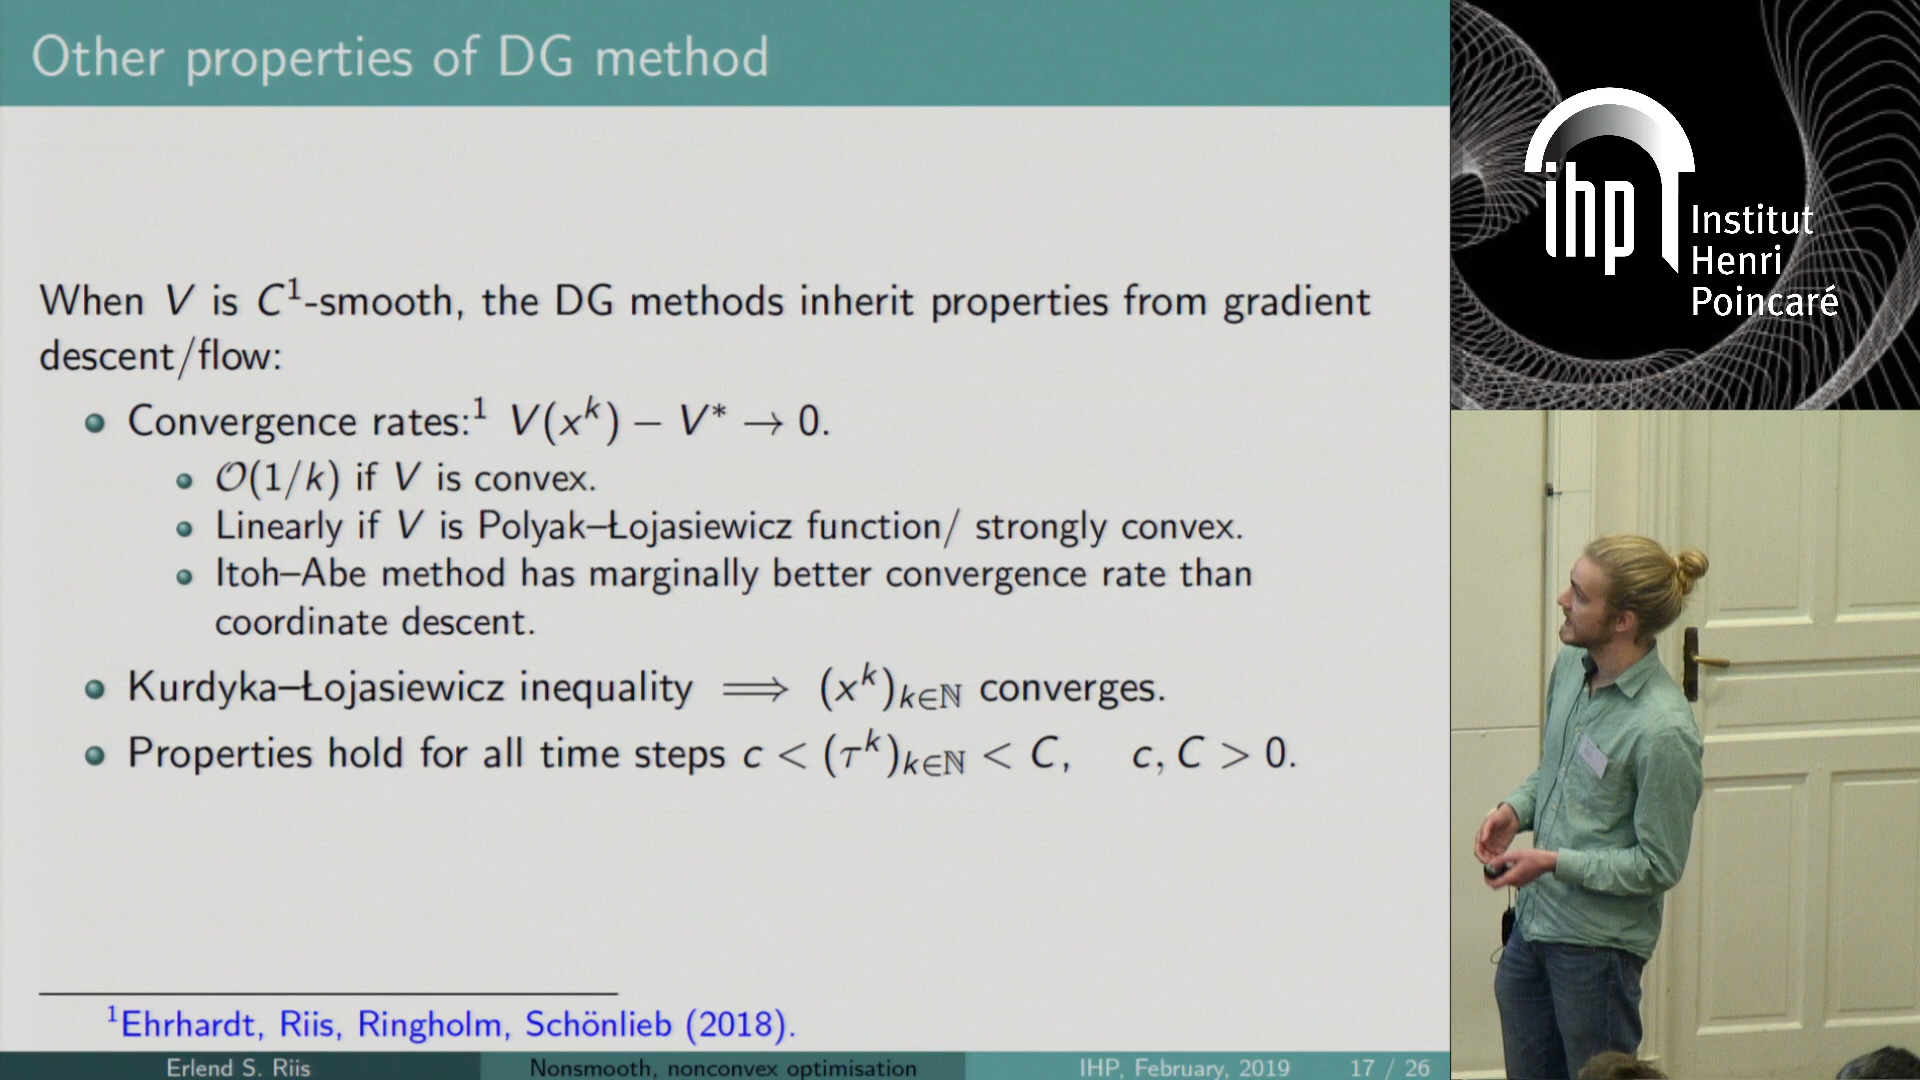 Other properties of DG method
When V is C¹-smooth, the DG methods inherit properties from gradient
descent/flow:
Convergence rates:¹ V(xᵏ) − V* → 0.
O(1/k) if V is convex.
Linearly if V is Polyak–Łojasiewicz function/ strongly convex.
Itoh–Abe method has marginally better convergence rate than
coordinate descent.
Kurdyka–Łojasiewicz inequality ⟹ (xᵏ)ₖ∈ℕ converges.
Properties hold for all time steps c < (τᵏ)ₖ∈ℕ < C, c, C > 0.
¹Ehrhardt, Riis, Ringholm, Schönlieb (2018).
Erlend S. Riis
Nonsmooth, nonconvex optimisation
IHP, February, 2019
17 / 26
ihp
Institut
Henri
Poincaré